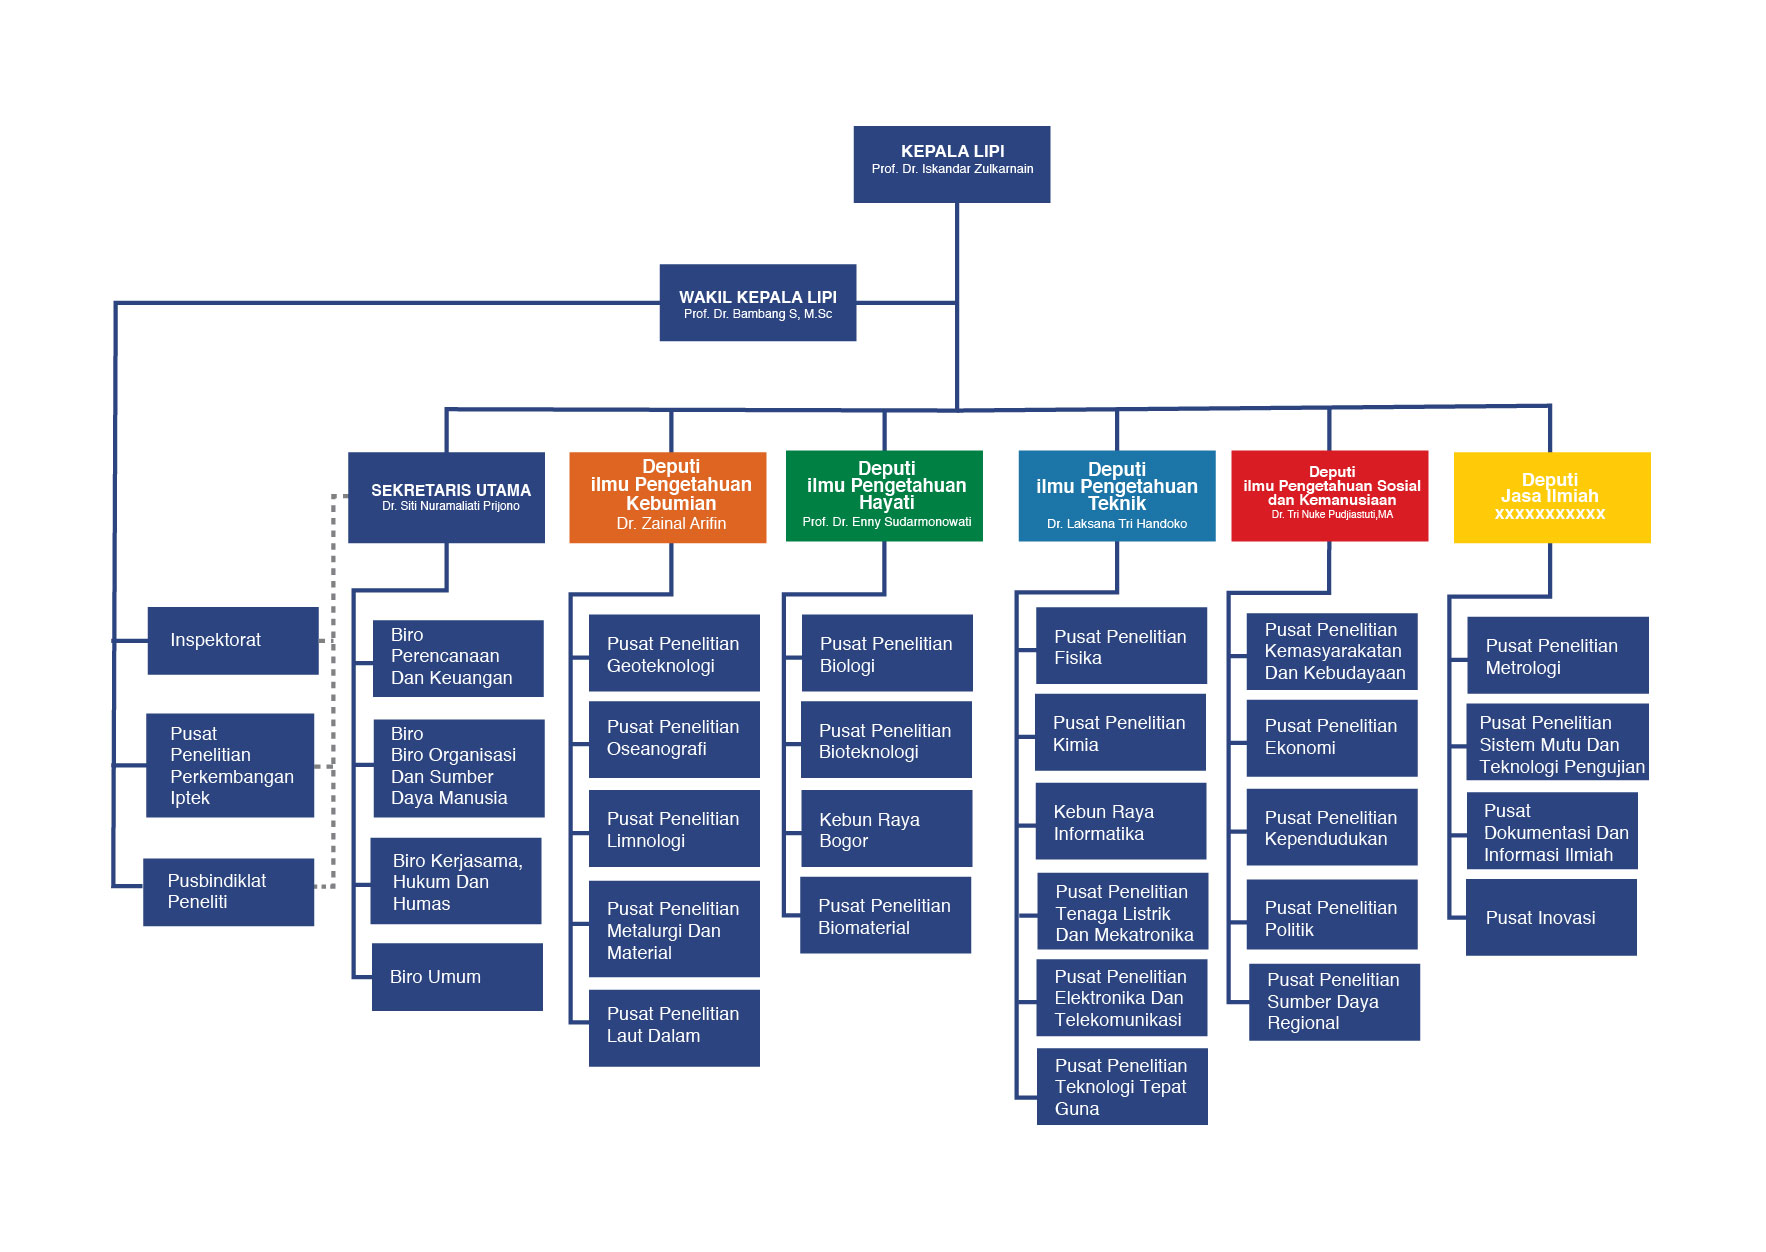 KEPALA LIPI
Prof. Dr. Iskandar Zulkarnain
WAKIL KEPALA LIPI
Prof. Dr. Bambang S, M.Sc
SEKRETARIS UTAMA
Dr. Siti Nuramaliati Prijono
Deputi
ilmu Pengetahuan
Kebumian
Dr. Zainal Arifin
Deputi
ilmu Pengetahuan
Hayati
Prof. Dr. Enny Sudarmonowati
Deputi
ilmu Pengetahuan
Teknik
Dr. Laksana Tri Handoko
Deputi
ilmu Pengetahuan Sosial
dan Kemanusiaan
Dr. Tri Nuke Pudjiastuti,MA
Deputi
Jasa Ilmiah
xxxxxxxxxxx
Inspektorat
Pusat
Penelitian
Perkembangan
Iptek
Pusbindiklat
Peneliti
Biro
Perencanaan
Dan Keuangan
Biro
Biro Organisasi
Dan Sumber
Daya Manusia
Biro Kerjasama,
Hukum Dan
Humas
Biro Umum
Pusat Penelitian
Geoteknologi
Pusat Penelitian
Oseanografi
Pusat Penelitian
Limnologi
Pusat Penelitian
Metalurgi Dan
Material
Pusat Penelitian
Laut Dalam
Pusat Penelitian
Biologi
Pusat Penelitian
Bioteknologi
Kebun Raya
Bogor
Pusat Penelitian
Biomaterial
Pusat Penelitian
Fisika
Pusat Penelitian
Kimia
Kebun Raya
Informatika
Pusat Penelitian
Tenaga Listrik
Dan Mekatronika
Pusat Penelitian
Elektronika Dan
Telekomunikasi
Pusat Penelitian
Teknologi Tepat
Guna
Pusat Penelitian
Kemasyarakatan
Dan Kebudayaan
Pusat Penelitian
Ekonomi
Pusat Penelitian
Kependudukan
Pusat Penelitian
Politik
Pusat Penelitian
Sumber Daya
Regional
Pusat Penelitian
Metrologi
Pusat Penelitian
Sistem Mutu Dan
Teknologi Pengujian
Pusat
Dokumentasi Dan
Informasi Ilmiah
Pusat Inovasi